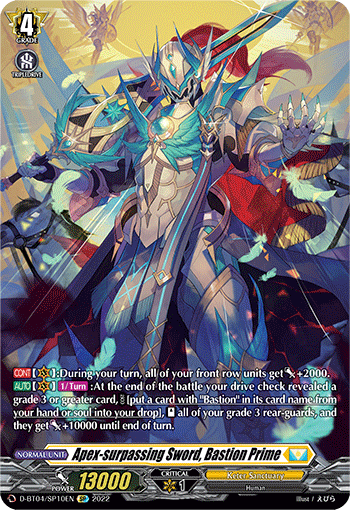 4
GRADE
TRIPLEDRIVE
CONT【】:During your turn, all of your front row units get +2000.
AUTO【】1/Turn :At the end of the battle your drive check revealed a
grade 3 or greater card, [put a card with "Bastion" in its card name from
your hand or soul into your drop], all of your grade 3 rear-guards, and
they get +10000 until end of turn.
NORMAL UNIT Apex-surpassing Sword, Bastion Prime
POWER 13000 CRITICAL 1 Keter Sanctuary
Human
D-BT04/SP10EN SP 2022 Illust / えびら